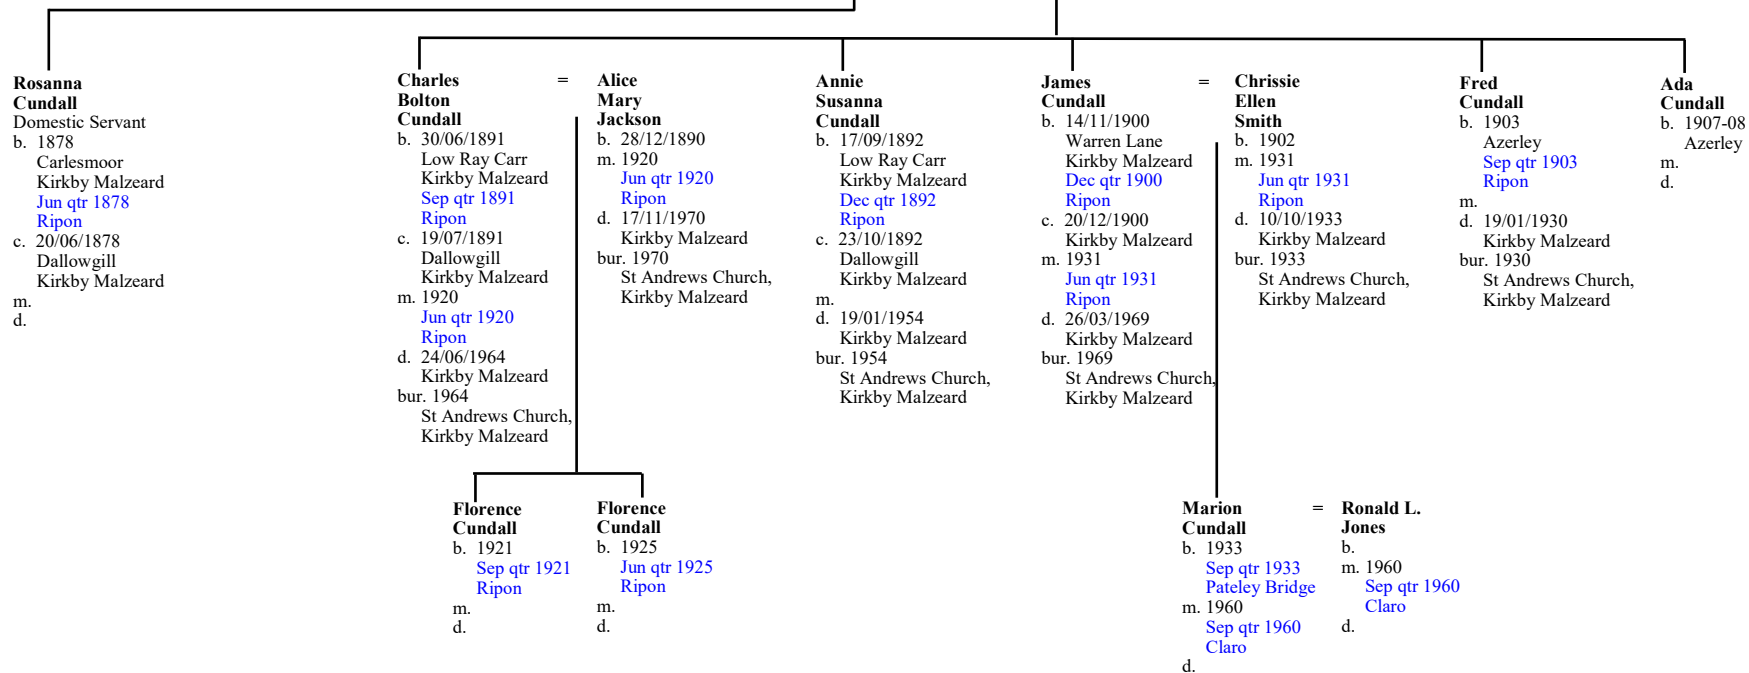 Rosanna
Cundall
Domestic Servant
b. 1878
Carlesmoor
Kirkby Malzeard
Jun qtr 1878
Ripon
c. 20/06/1878
Dallowgill
Kirkby Malzeard
m.
d.
Charles
Bolton
Cundall
b. 30/06/1891
Low Ray Carr
Kirkby Malzeard
Sep qtr 1891
Ripon
c. 19/07/1891
Dallowgill
Kirkby Malzeard
m. 1920
Jun qtr 1920
Ripon
d. 24/06/1964
Kirkby Malzeard
bur. 1964
St Andrews Church,
Kirkby Malzeard
=
Alice
Mary
Jackson
b. 28/12/1890
m. 1920
Jun qtr 1920
Ripon
d. 17/11/1970
Kirkby Malzeard
bur. 1970
St Andrews Church,
Kirkby Malzeard
Annie
Susanna
Cundall
b. 17/09/1892
Low Ray Carr
Kirkby Malzeard
Dec qtr 1892
Ripon
c. 23/10/1892
Dallowgill
Kirkby Malzeard
m.
d. 19/01/1954
Kirkby Malzeard
bur. 1954
St Andrews Church,
Kirkby Malzeard
James
Cundall
b. 14/11/1900
Warren Lane
Kirkby Malzeard
Dec qtr 1900
Ripon
c. 20/12/1900
Kirkby Malzeard
m. 1931
Jun qtr 1931
Ripon
d. 26/03/1969
Kirkby Malzeard
bur. 1969
St Andrews Church,
Kirkby Malzeard
=
Chrissie
Ellen
Smith
b. 1902
m. 1931
Jun qtr 1931
Ripon
d. 10/10/1933
Kirkby Malzeard
bur. 1933
St Andrews Church,
Kirkby Malzeard
Fred
Cundall
b. 1903
Azerley
Sep qtr 1903
Ripon
m.
d. 19/01/1930
Kirkby Malzeard
bur. 1930
St Andrews Church,
Kirkby Malzeard
Ada
Cundall
b. 1907-08
Azerley
m.
d.
Florence
Cundall
b. 1921
Sep qtr 1921
Ripon
m.
d.
Florence
Cundall
b. 1925
Jun qtr 1925
Ripon
m.
d.
Marion
Cundall
b. 1933
Sep qtr 1933
Pateley Bridge
m. 1960
Sep qtr 1960
Claro
d.
=
Ronald L.
Jones
b.
m. 1960
Sep qtr 1960
Claro
d.